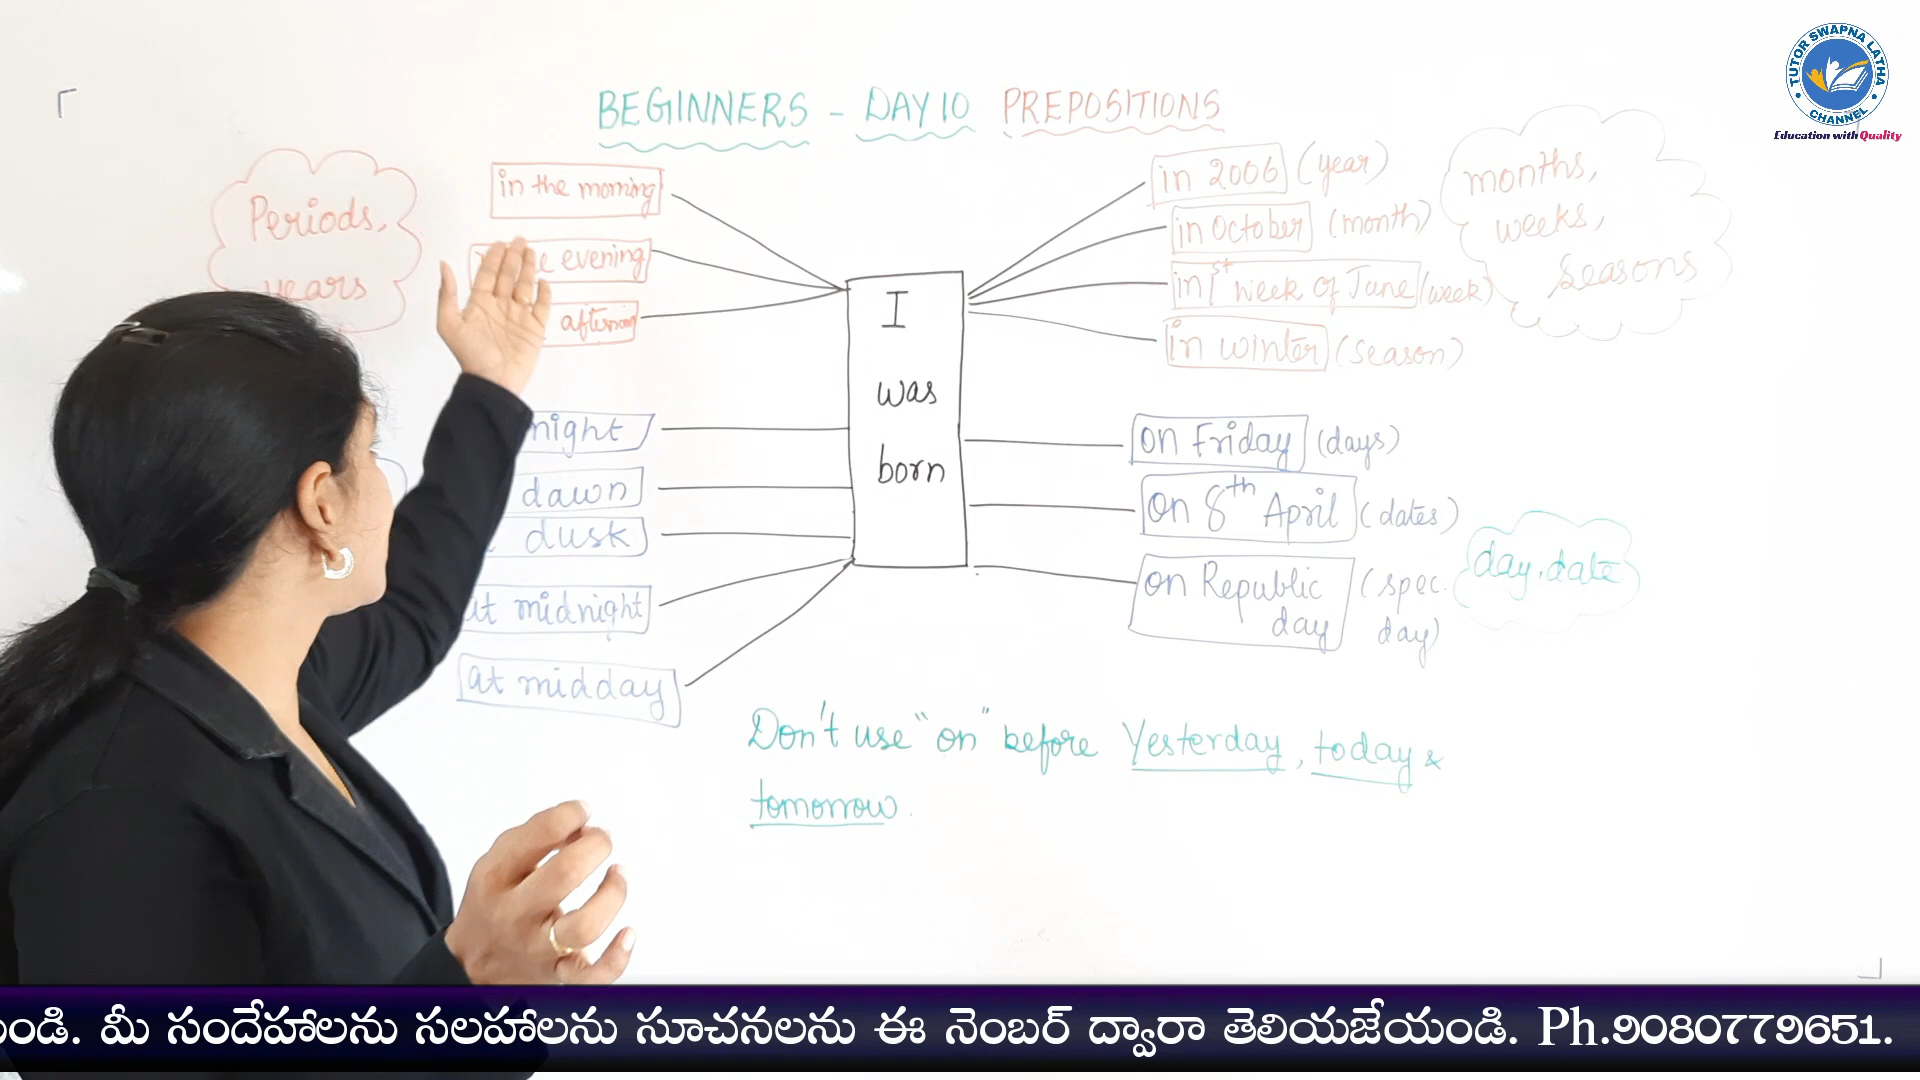 TUTOR SWAPNA LATHA
CHANNEL
Education with Quality
BEGINNERS - DAY 10 PREPOSITIONS
Periods,
years
in the morning
evening
afternoon
night
dawn
dusk
at midnight
at midday
I
was
born
in 2006 (year)
in October (month)
in 1st week of June (week)
in winter (season)
months,
weeks,
seasons
on Friday (days)
on 8th April (dates)
on Republic day (spec. day)
day, date
Don't use "on" before Yesterday, today &
tomorrow.
మీ సందేహాలను సలహాలను సూచనలను ఈ నెంబర్ ద్వారా తెలియజేయండి. Ph.9080779651.